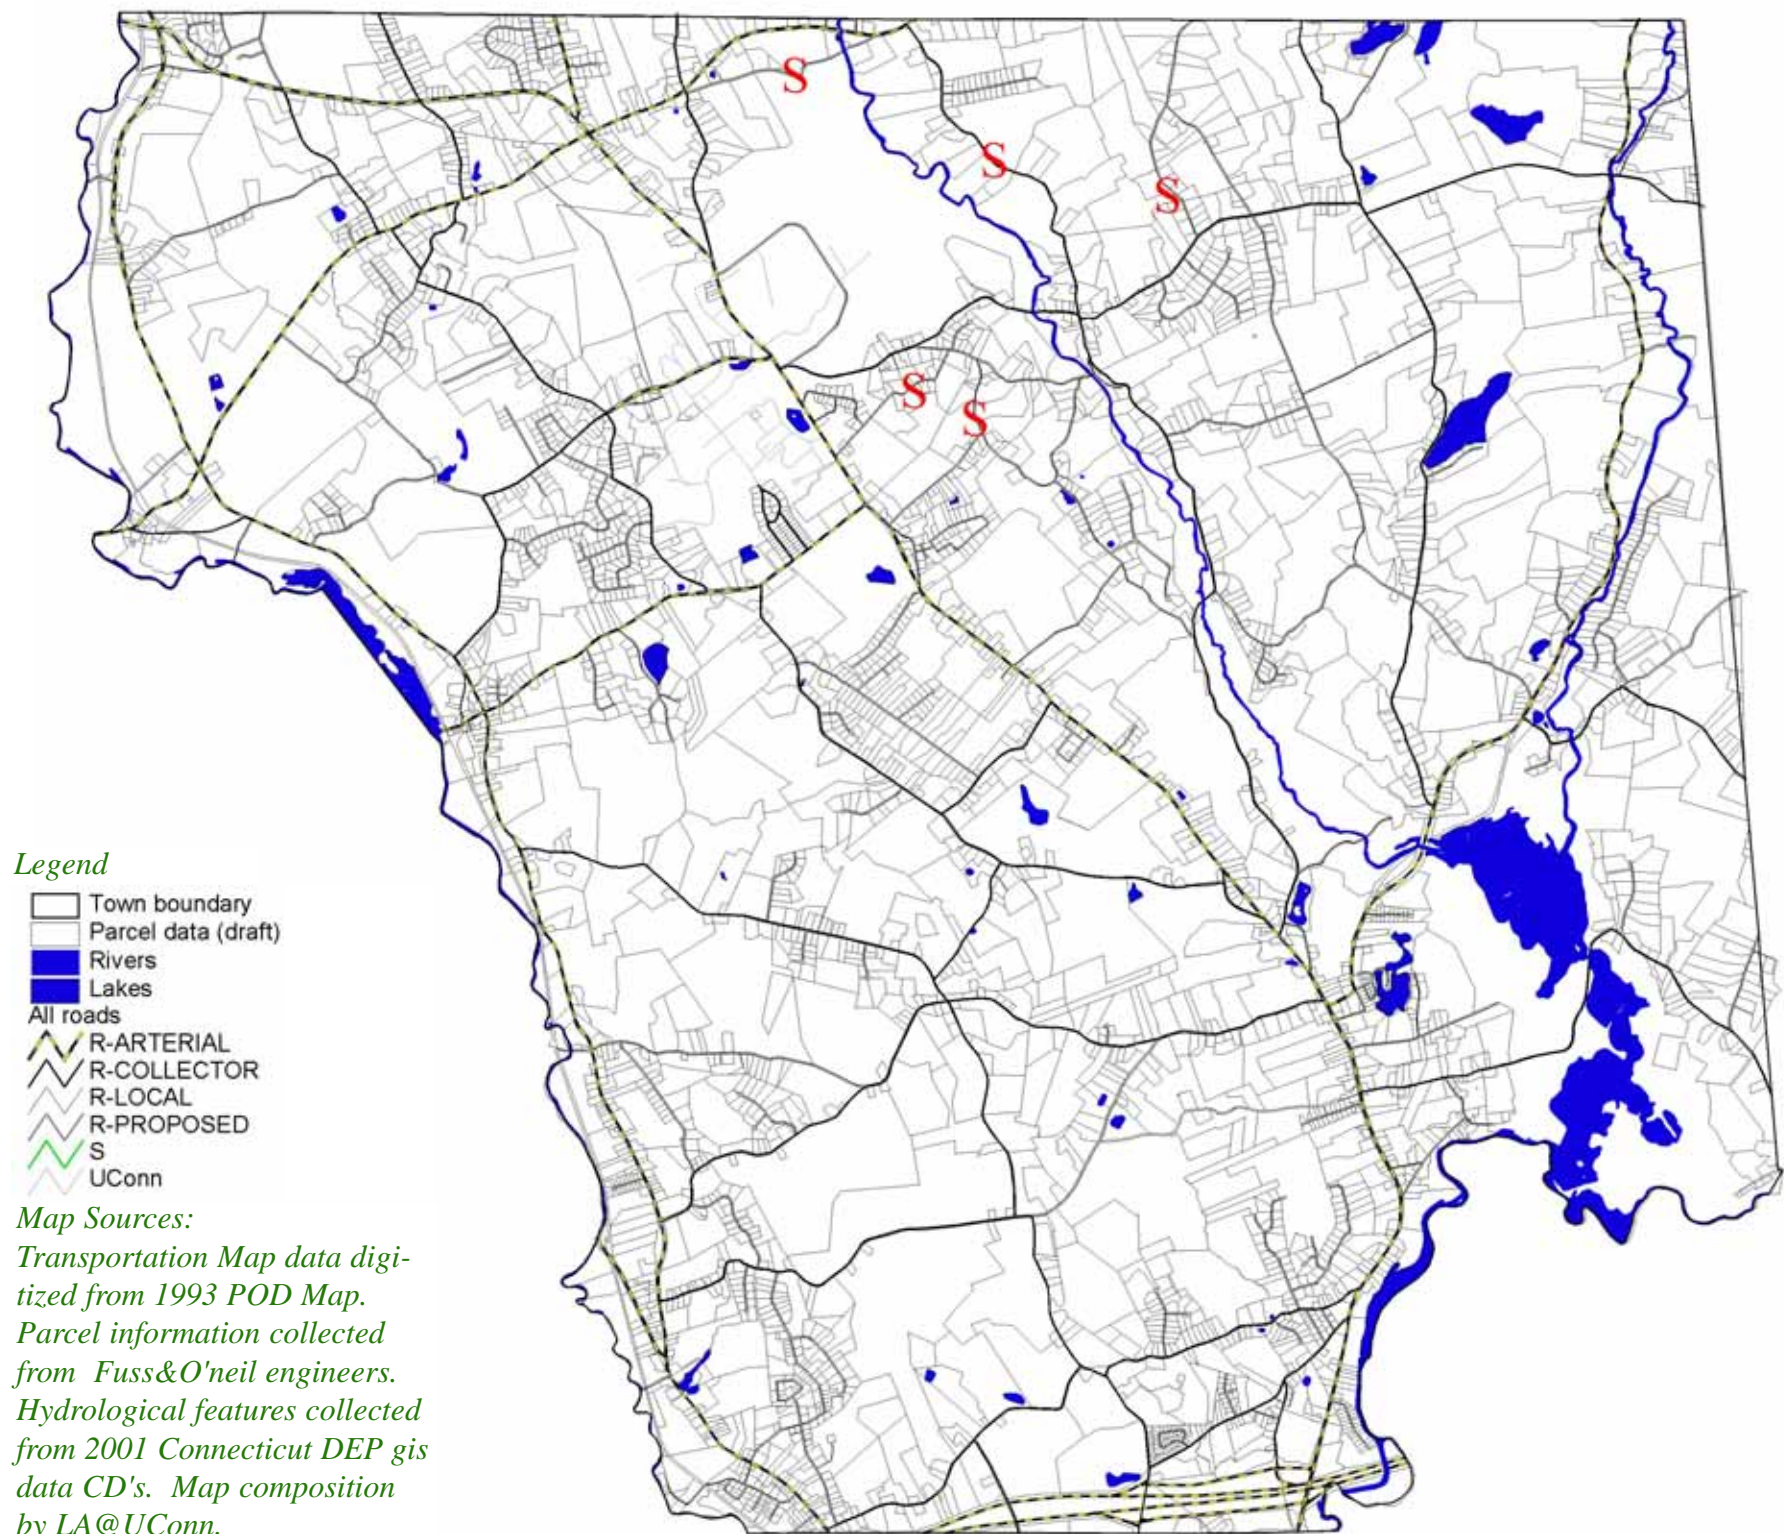 S
S
S
S
S
Legend
Town boundary
Parcel data (draft)
Rivers
Lakes
All roads
R-ARTERIAL
R-COLLECTOR
R-LOCAL
R-PROPOSED
S
UConn
Map Sources:
Transportation Map data digi-
tized from 1993 POD Map.
Parcel information collected
from Fuss&O'neil engineers.
Hydrological features collected
from 2001 Connecticut DEP gis
data CD's. Map composition
by LA@UConn.